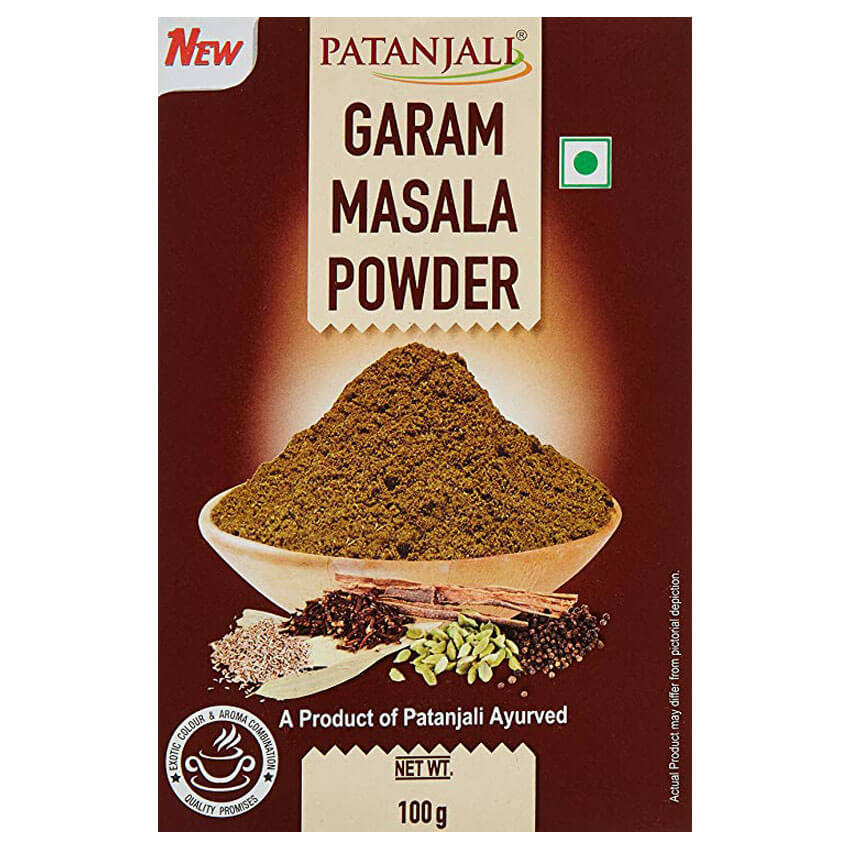 NEW
PATANJALI®
GARAM
MASALA
POWDER
A Product of Patanjali Ayurved
EXOTIC COLOUR & AROMA COMBINATION
QUALITY PROMISES
NET WT.
100g
Actual Product may differ from pictorial depiction.